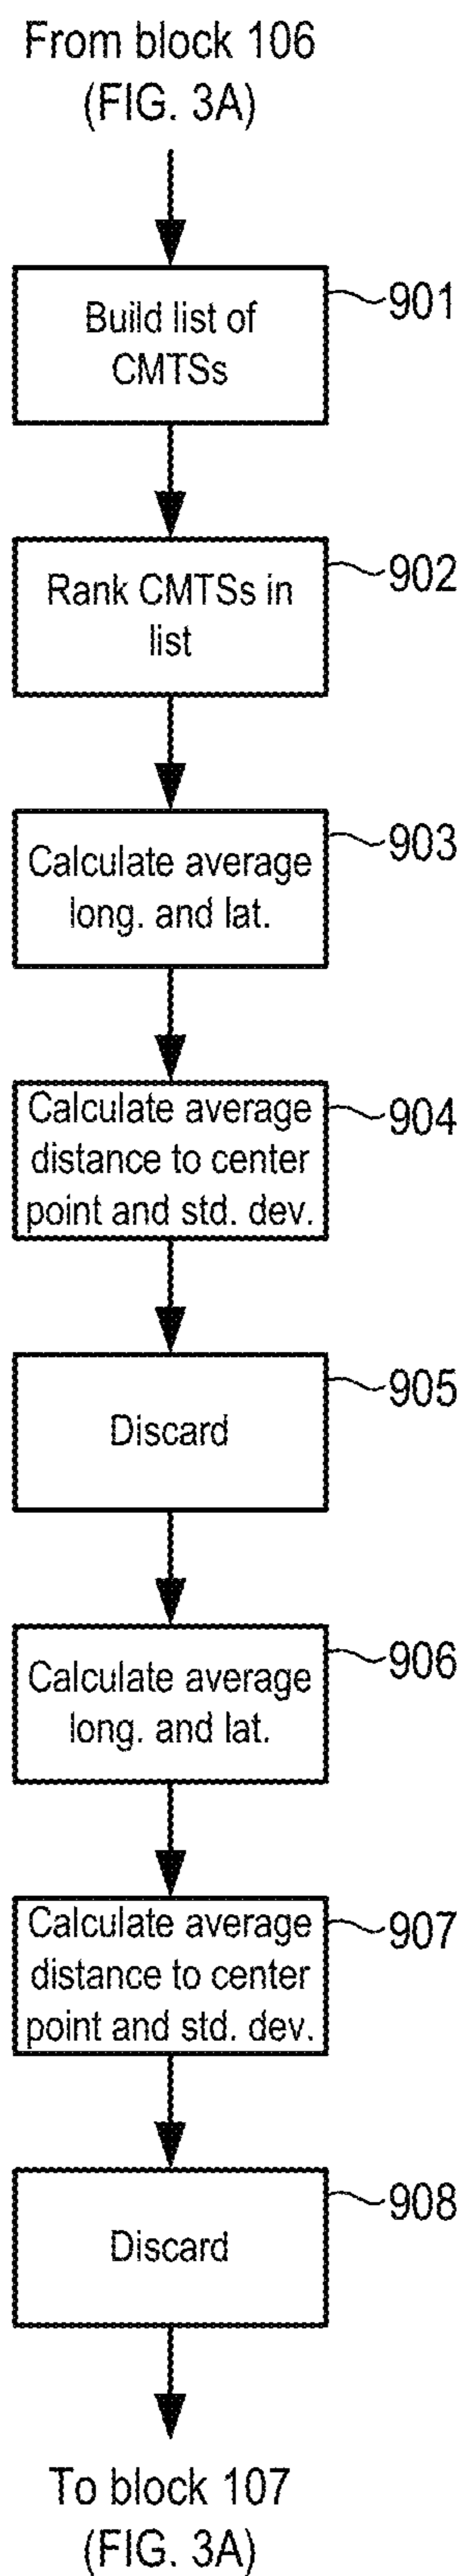 From block 106
(FIG. 3A)
Build list of
CMTSs
901
Rank CMTSs in
list
902
Calculate average
long. and lat.
903
Calculate average
distance to center
point and std. dev.
904
Discard
905
Calculate average
long. and lat.
906
Calculate average
distance to center
point and std. dev.
907
Discard
908
To block 107
(FIG. 3A)